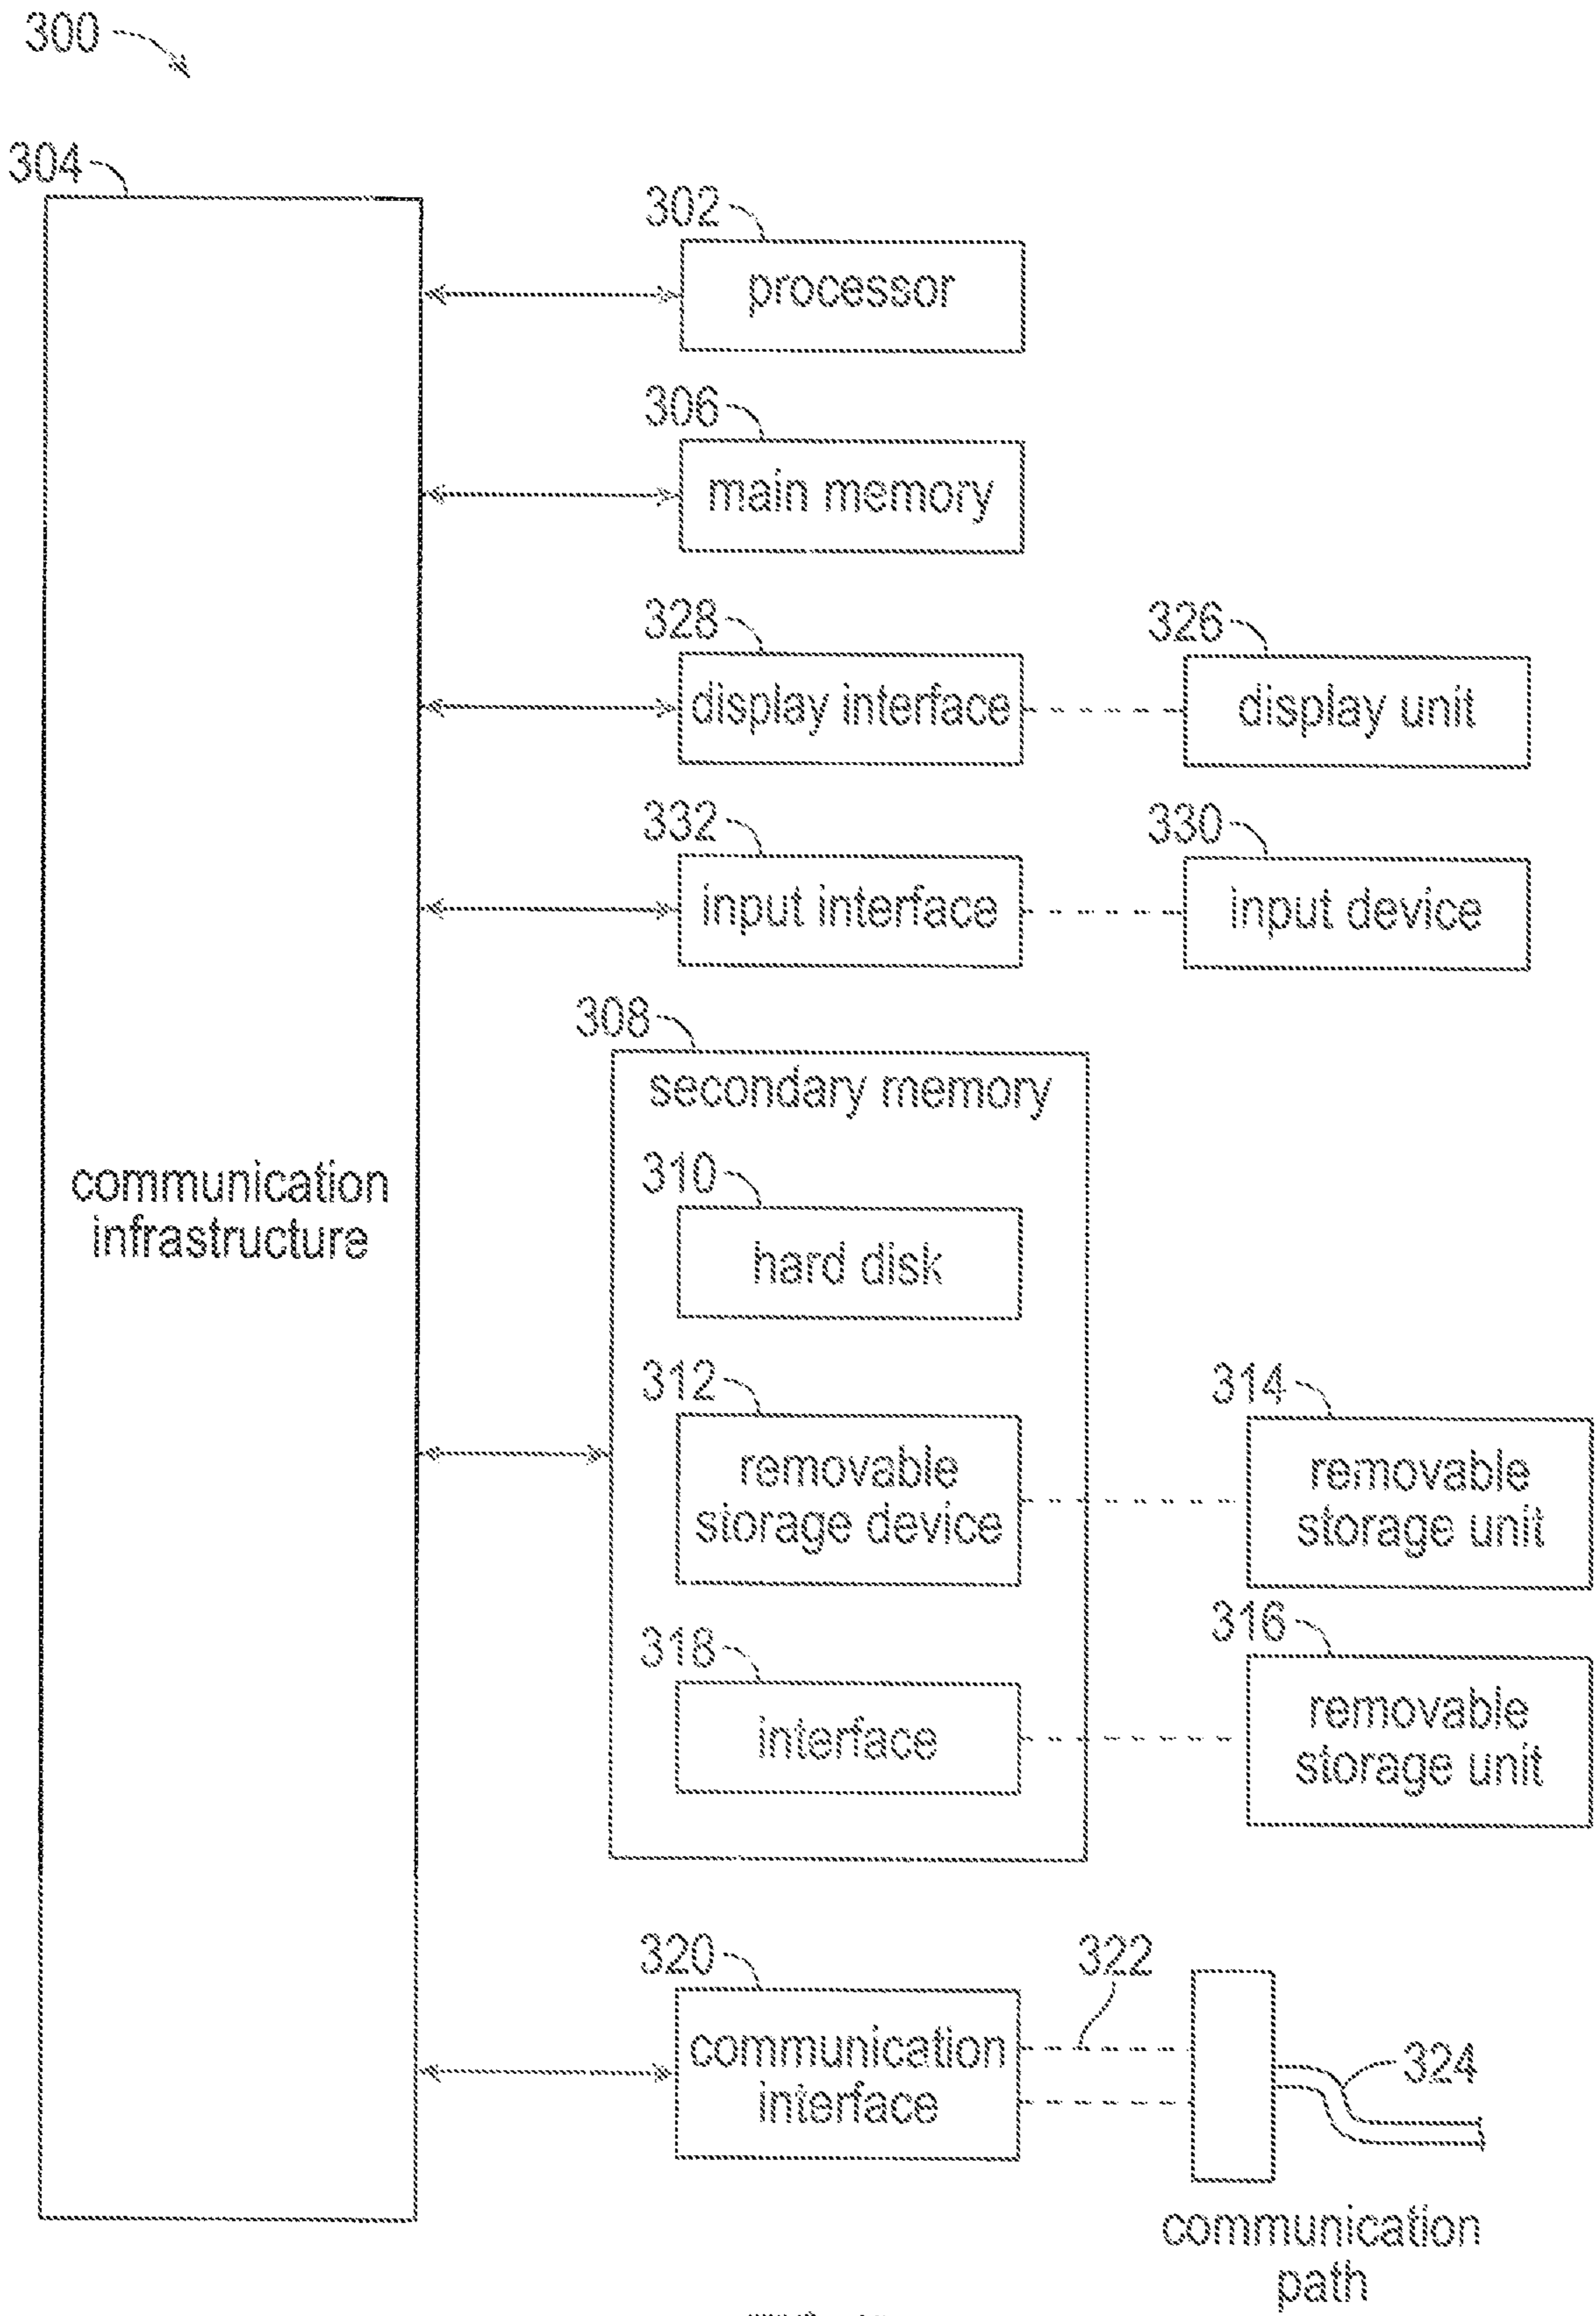 300
304
302
processor
306
main memory
328
display interface
326
display unit
332
input interface
330
input device
308
secondary memory
310
hard disk
communication
infrastructure
312
removable
storage device
314
removable
storage unit
318
interface
316
removable
storage unit
320
communication
interface
322
324
communication
path